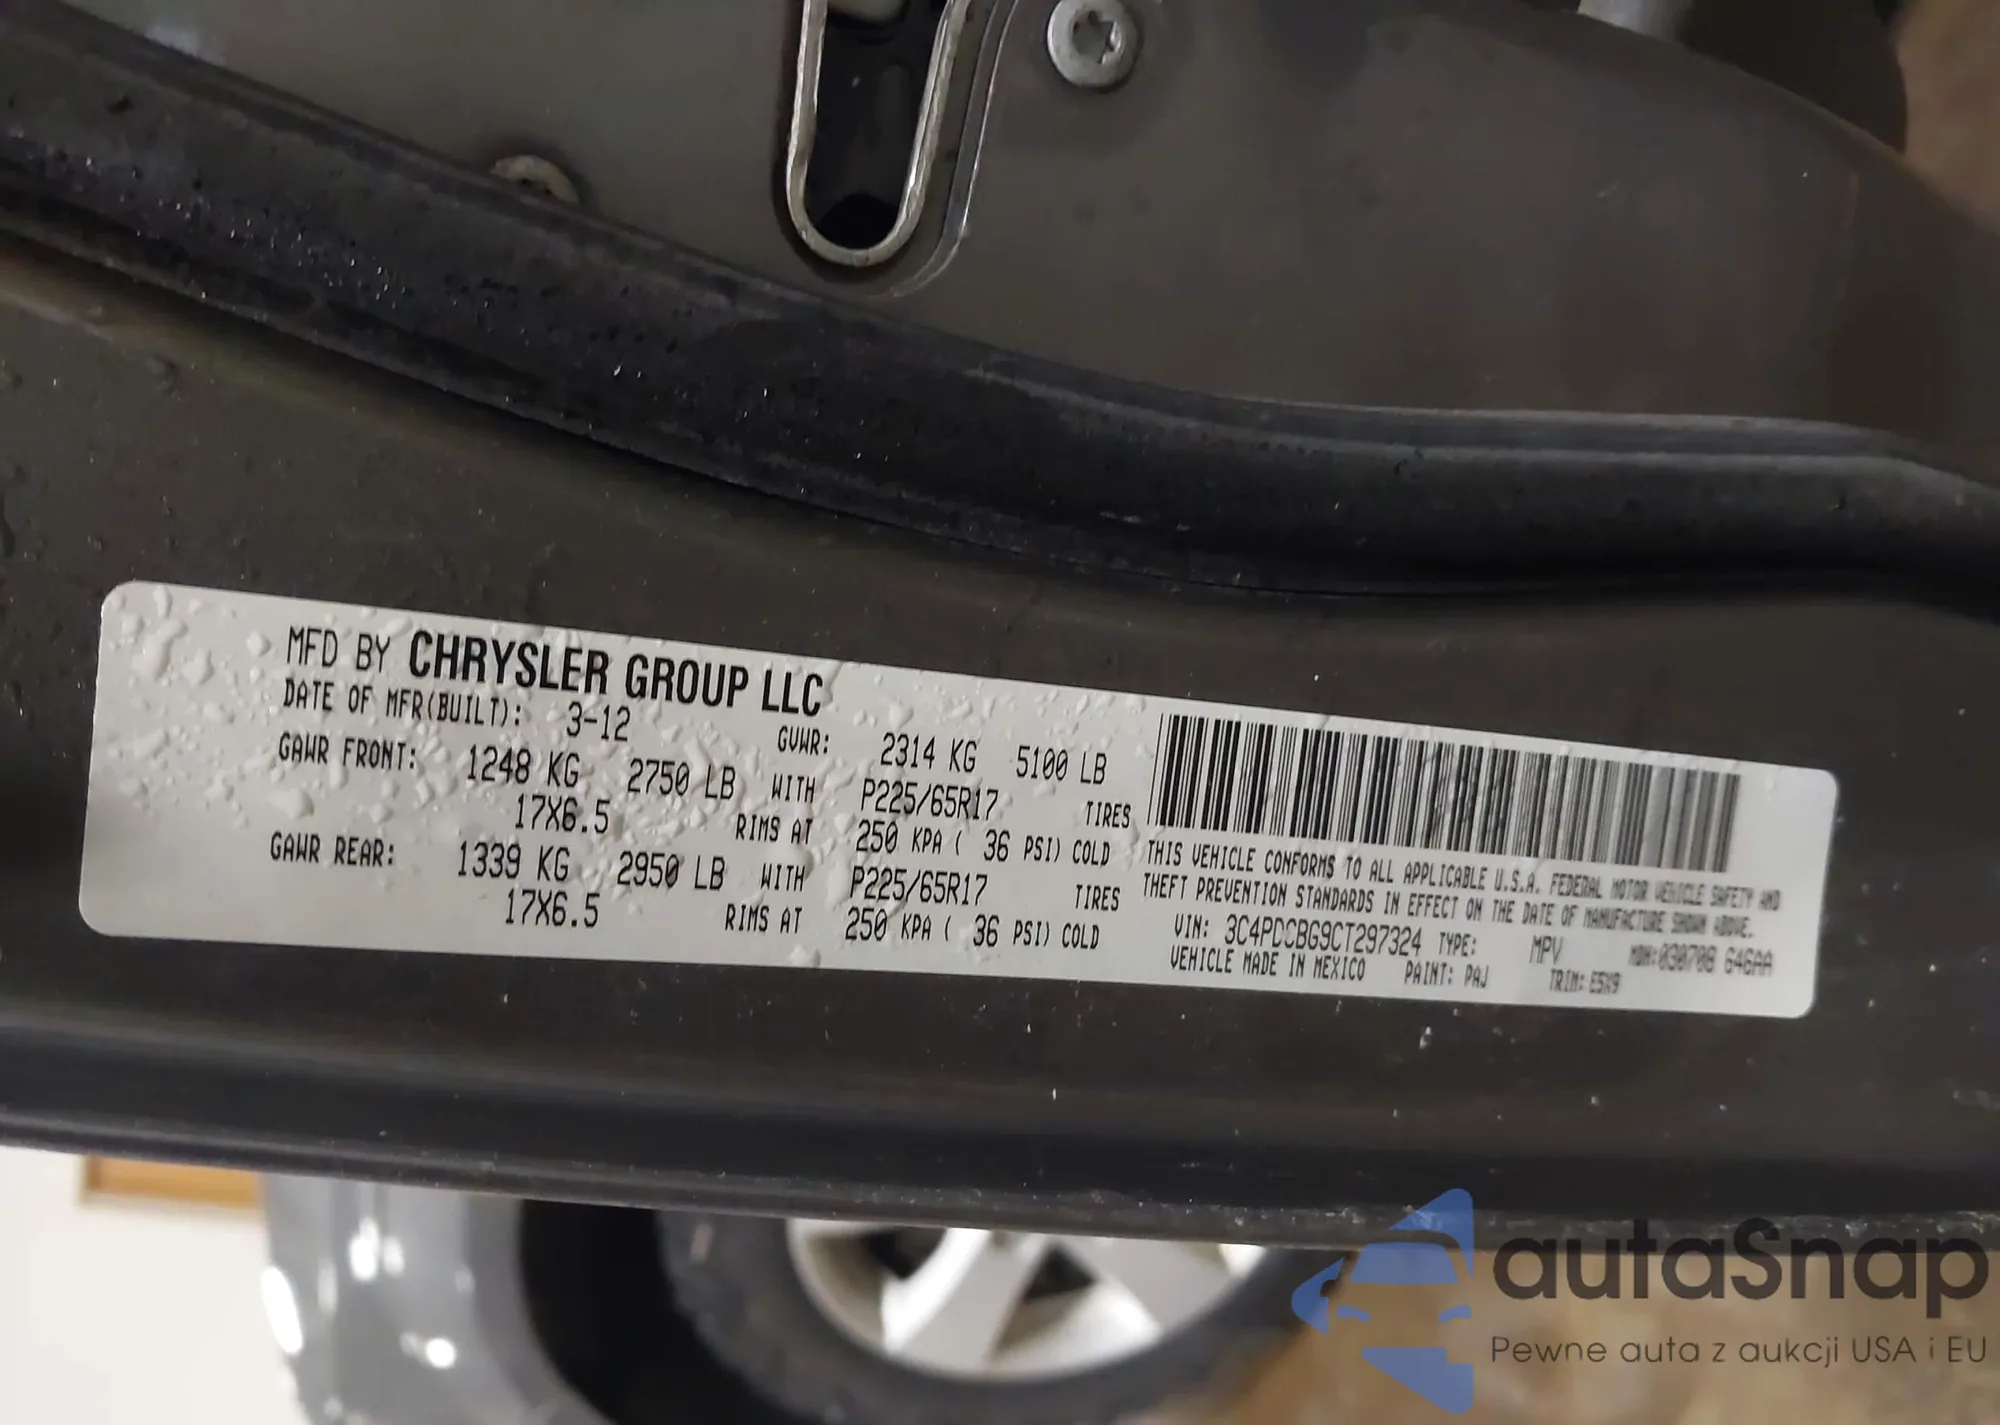 MFD BY CHRYSLER GROUP LLC
DATE OF MFR(BUILT): 3-12 GVWR: 2314 KG 5100 LB
GAWR FRONT: 1248 KG 2750 LB WITH P225/65R17 TIRES
17X6.5 RIMS AT 250 KPA ( 36 PSI) COLD
GAWR REAR: 1339 KG 2950 LB WITH P225/65R17 TIRES
17X6.5 RIMS AT 250 KPA ( 36 PSI) COLD
THIS VEHICLE CONFORMS TO ALL APPLICABLE U.S.A. FEDERAL MOTOR VEHICLE SAFETY AND
THEFT PREVENTION STANDARDS IN EFFECT ON THE DATE OF MANUFACTURE SHOWN ABOVE.
VIN: 3C4PDCBG9CT297324 TYPE: MPV MDH:030708 646AA
VEHICLE MADE IN MEXICO PAINT: PAJ TRIM: E5X9
autaSnap
Pewne auta z aukcji USA i EU